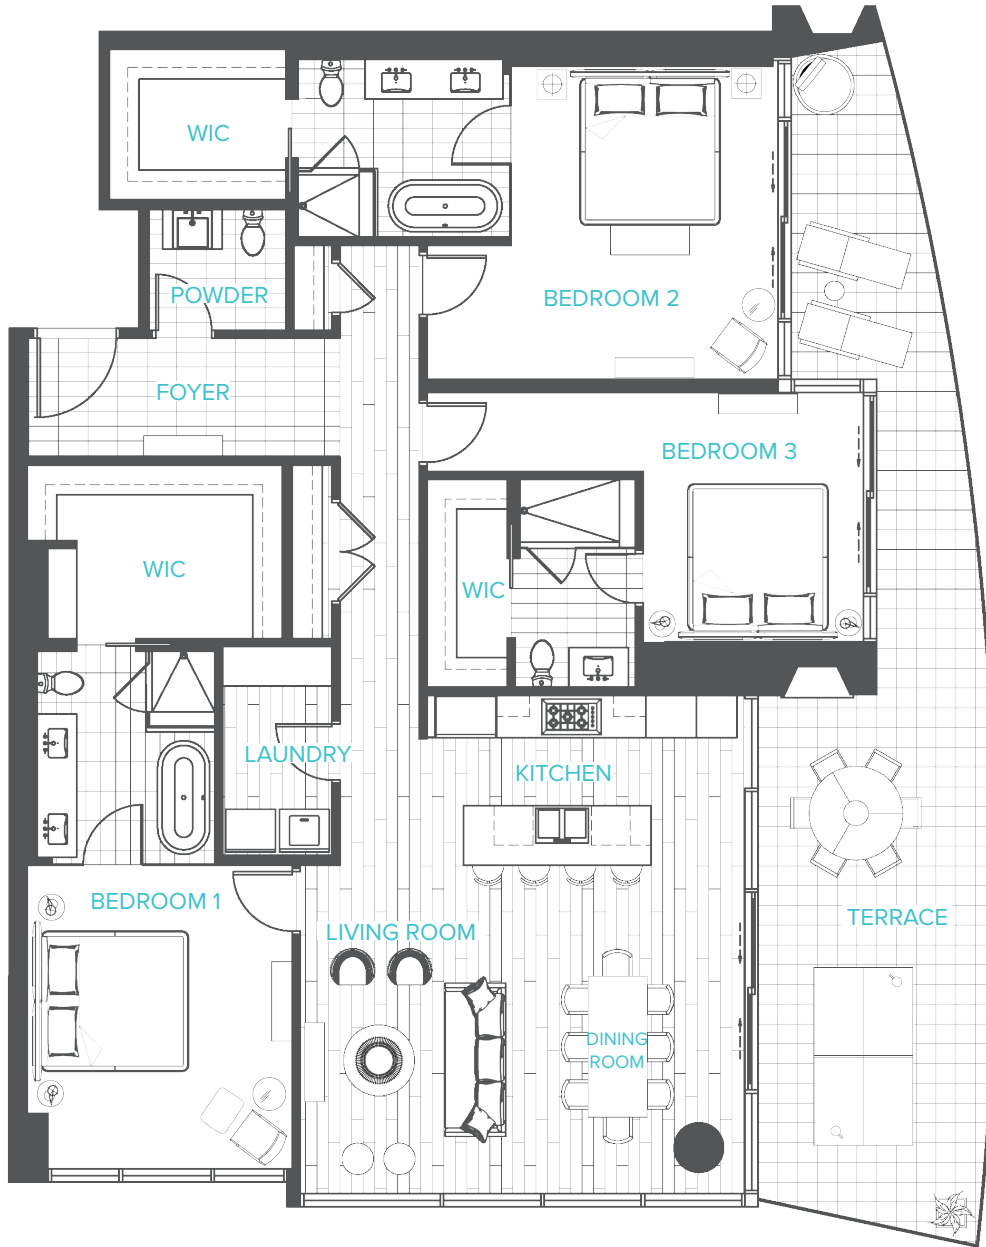 WIC
POWDER
BEDROOM 2
FOYER
BEDROOM 3
WIC
WIC
LAUNDRY
KITCHEN
BEDROOM 1
LIVING ROOM
TERRACE
DINING
ROOM